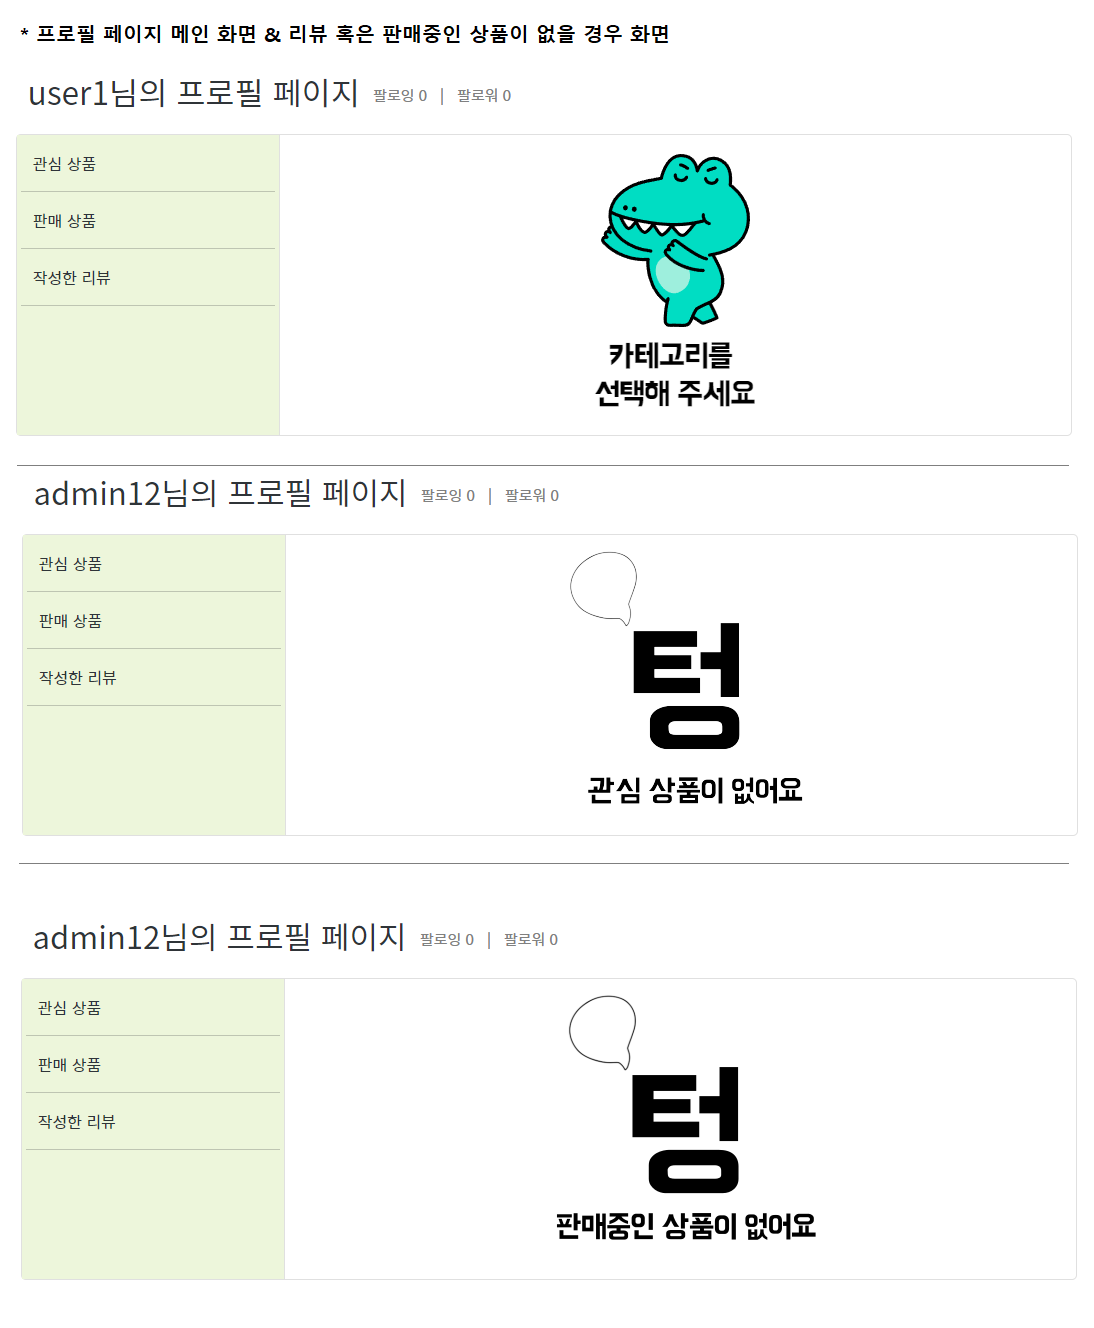 * 프로필 페이지 메인 화면 & 리뷰 혹은 판매중인 상품이 없을 경우 화면
user1님의 프로필 페이지 팔로잉 0 | 팔로워 0
관심 상품
판매 상품
작성한 리뷰
카테고리를
선택해 주세요
admin12님의 프로필 페이지 팔로잉 0 | 팔로워 0
관심 상품
판매 상품
작성한 리뷰
텅
관심 상품이 없어요
admin12님의 프로필 페이지 팔로잉 0 | 팔로워 0
관심 상품
판매 상품
작성한 리뷰
텅
판매중인 상품이 없어요